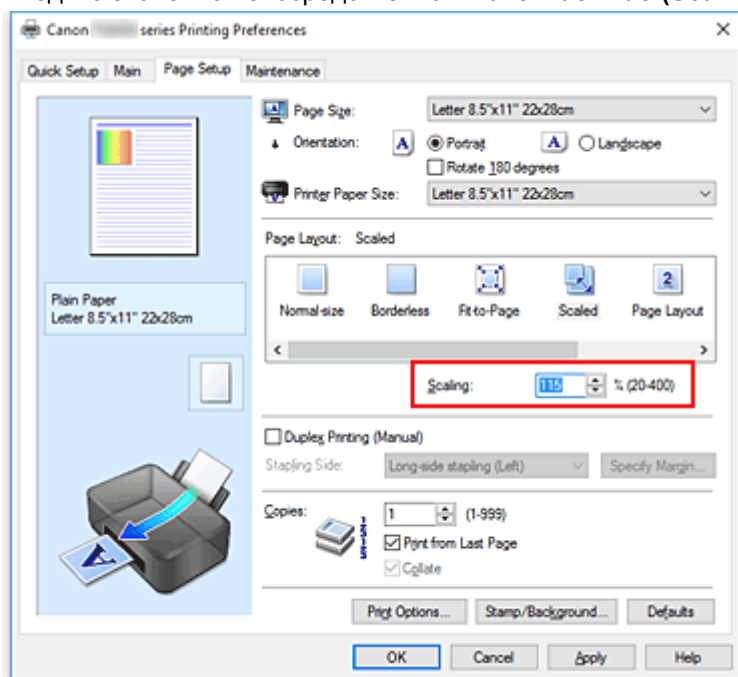 Canon series Printing Preferences
Quick Setup Main Page Setup Maintenance
Page Size: Letter 8.5"x11" 22x28cm
Orientation: A Portrait A Landscape
Rotate 180 degrees
Printer Paper Size: Letter 8.5"x11" 22x28cm
Page Layout: Scaled
Normal-size Borderless Fit-to-Page Scaled Page Layout
Plain Paper
Letter 8.5"x11" 22x28cm
Scaling: 115 % (20-400)
Duplex Printing (Manual)
Stapling Side: Long-side stapling (Left) Specify Margin...
Copies: 1 (1-999)
Print from Last Page
Collate
Print Options... Stamp/Background... Defaults
OK Cancel Apply Help